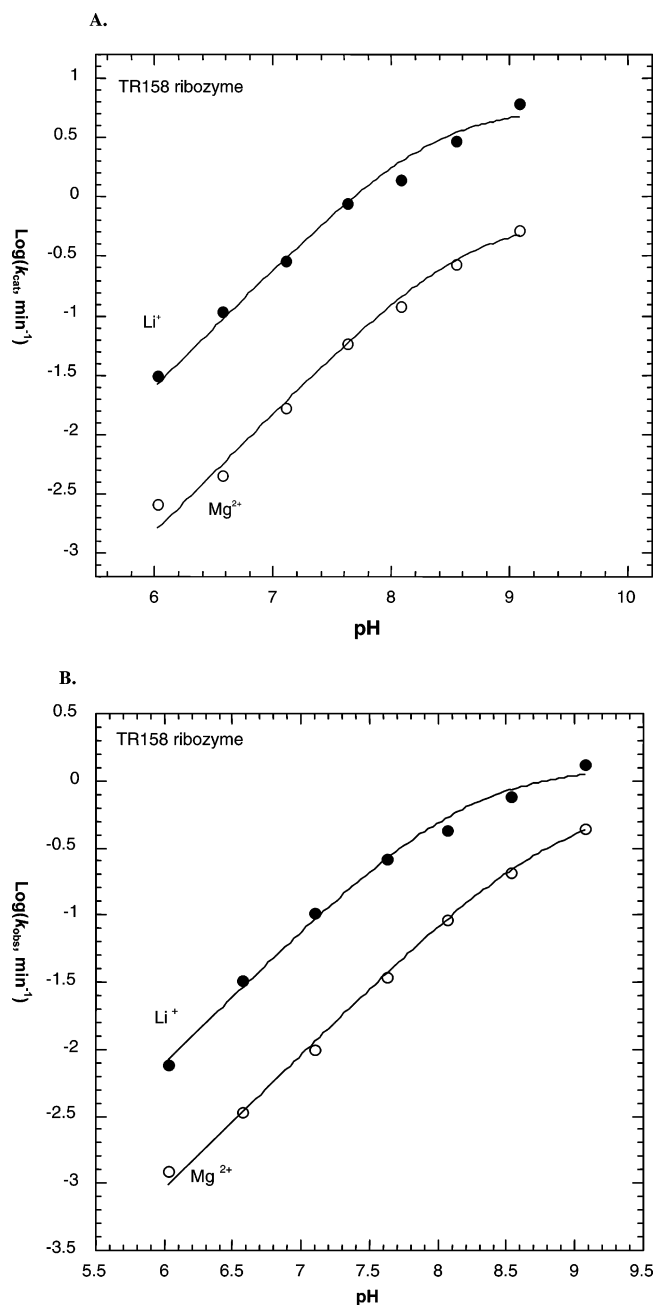 A.
TR158 ribozyme
1
0.5
0
-0.5
-1
-1.5
-2
-2.5
-3
Log(kcat, min-1)
Li+
Mg2+
6 7 8 9 10
pH
B.
TR158 ribozyme
0.5
0
-0.5
-1
-1.5
-2
-2.5
-3
-3.5
Log(kobs, min-1)
Li +
Mg 2+
5.5 6 6.5 7 7.5 8 8.5 9 9.5
pH